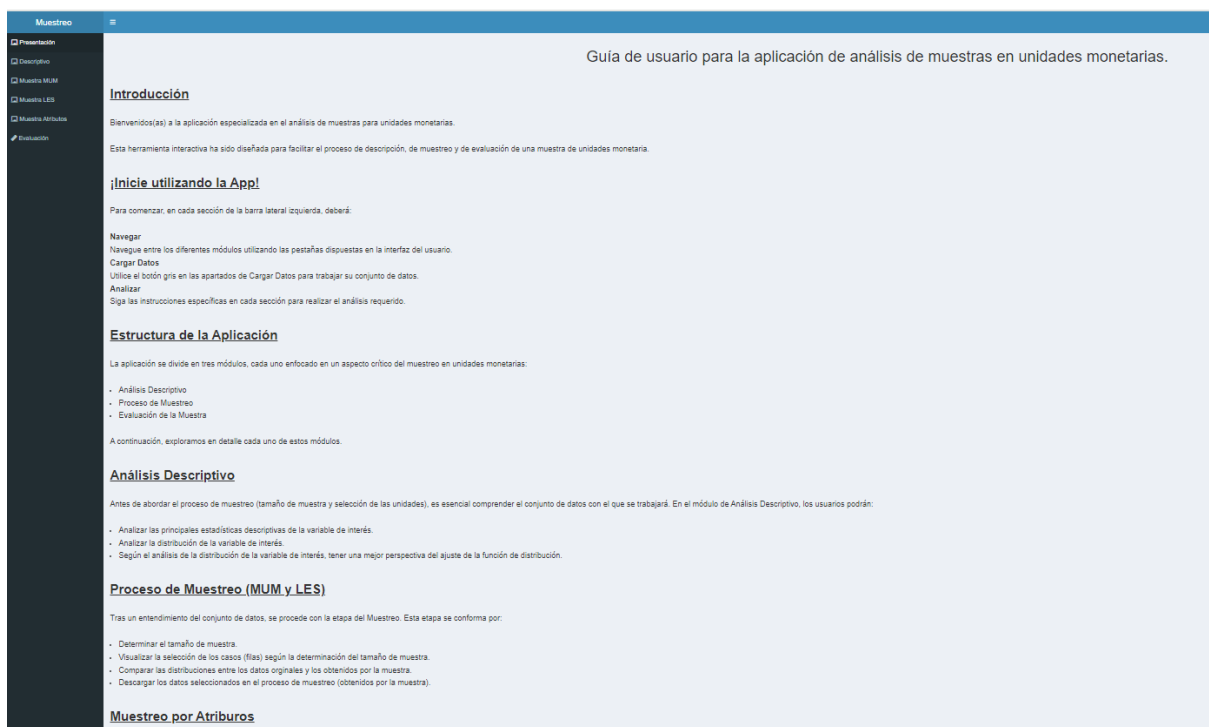 Muestreo
Presentación
Descriptivo
Muestra MUM
Muestra LES
Muestra Atributos
Evaluación
Guía de usuario para la aplicación de análisis de muestras en unidades monetarias.
Introducción
Bienvenidos(as) a la aplicación especializada en el análisis de muestras para unidades monetarias.
Esta herramienta interactiva ha sido diseñada para facilitar el proceso de descripción, de muestreo y de evaluación de una muestra de unidades monetaria.
¡Inicie utilizando la App!
Para comenzar, en cada sección de la barra lateral izquierda, deberá:
Navegar
Navegue entre los diferentes módulos utilizando las pestañas dispuestas en la interfaz del usuario.
Cargar Datos
Utilice el botón gris en las apartados de Cargar Datos para trabajar su conjunto de datos.
Analizar
Siga las instrucciones específicas en cada sección para realizar el análisis requerido.
Estructura de la Aplicación
La aplicación se divide en tres módulos, cada uno enfocado en un aspecto crítico del muestreo en unidades monetarias:
• Análisis Descriptivo
• Proceso de Muestreo
• Evaluación de la Muestra
A continuación, exploramos en detalle cada uno de estos módulos.
Análisis Descriptivo
Antes de abordar el proceso de muestreo (tamaño de muestra y selección de las unidades), es esencial comprender el conjunto de datos con el que se trabajará. En el módulo de Análisis Descriptivo, los usuarios podrán:
• Analizar las principales estadísticas descriptivas de la variable de interés.
• Analizar la distribución de la variable de interés.
• Según el análisis de la distribución de la variable de interés, tener una mejor perspectiva del ajuste de la función de distribución.
Proceso de Muestreo (MUM y LES)
Tras un entendimiento del conjunto de datos, se procede con la etapa del Muestreo. Esta etapa se conforma por:
• Determinar el tamaño de muestra.
• Visualizar la selección de los casos (filas) según la determinación del tamaño de muestra.
• Comparar las distribuciones entre los datos orginales y los obtenidos por la muestra.
• Descargar los datos seleccionados en el proceso de muestreo (obtenidos por la muestra).
Muestreo por Atriburos